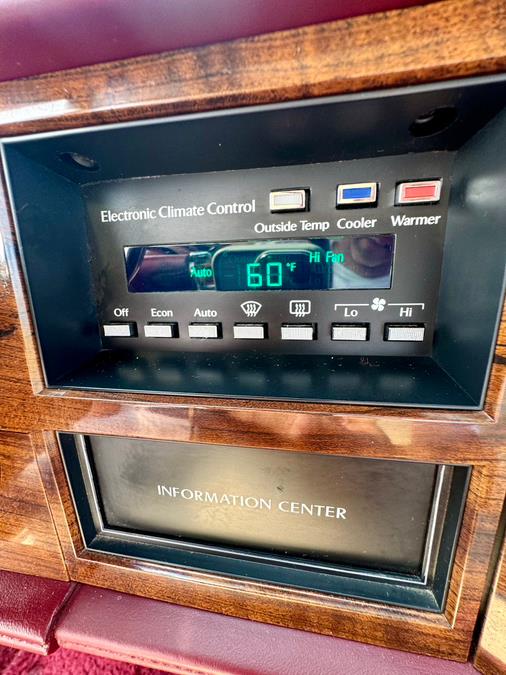 Electronic Climate Control
Outside Temp Cooler Warmer
Auto 60 °F Hi Fan
Off Econ Auto Lo Hi
INFORMATION CENTER